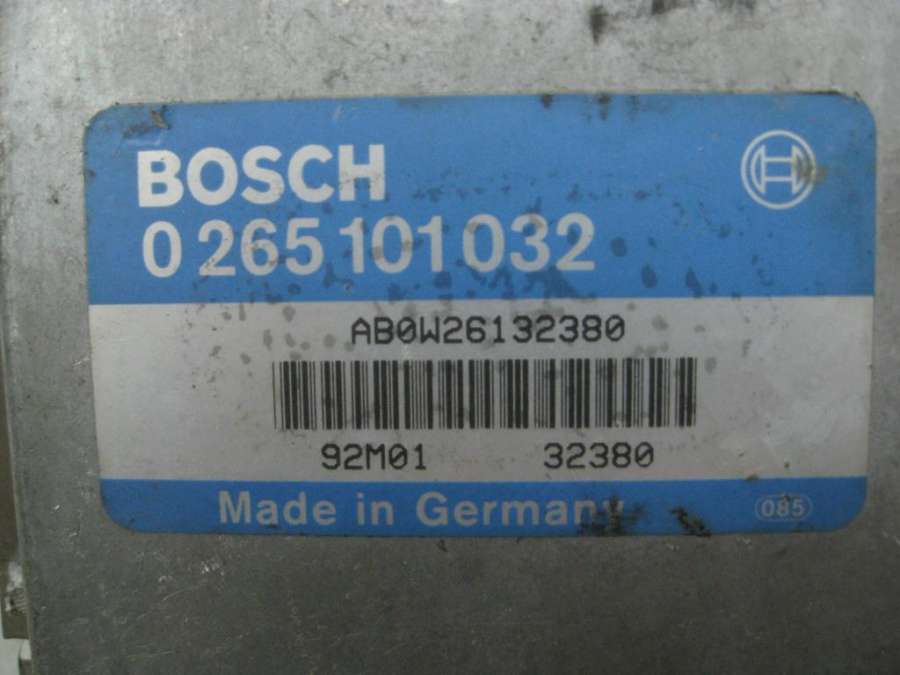 BOSCH
0 265 101 032
AB0W26132380
92M01 32380
Made in Germany
085